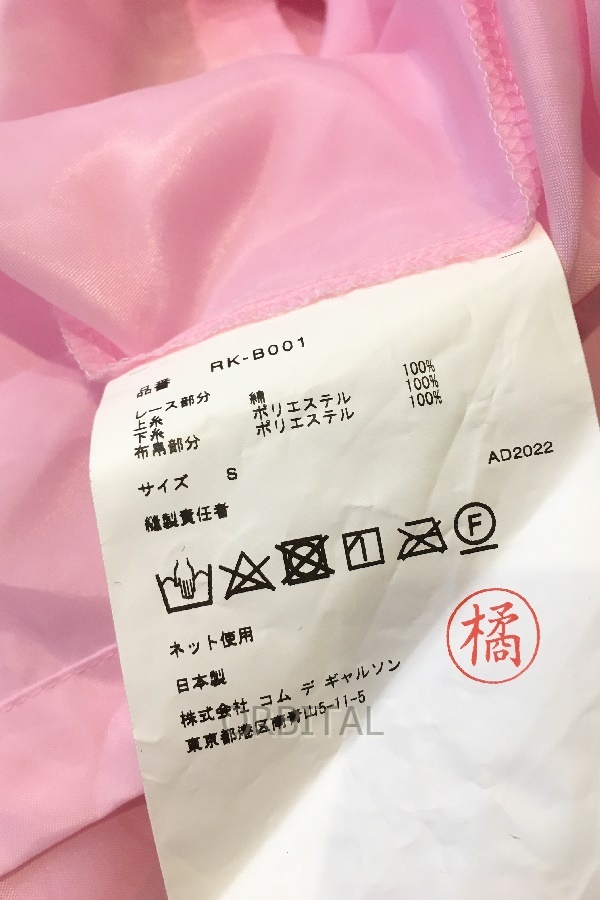 品番 RK-B001
レース部分
上糸 綿 100%
下糸 ポリエステル 100%
布帛部分 ポリエステル 100%
サイズ S
AD2022
縫製責任者
F
橘
ネット使用
日本製
株式会社 コム デ ギャルソン
東京都港区南青山5-11-5
ORBITAL